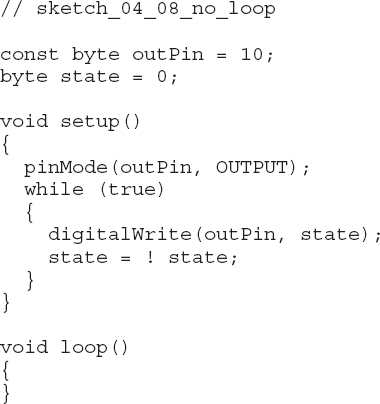 // sketch_04_08_no_loop

const byte outPin = 10;
byte state = 0;

void setup()
{
  pinMode(outPin, OUTPUT);
  while (true)
  {
    digitalWrite(outPin, state);
    state = ! state;
  }
}

void loop()
{
}